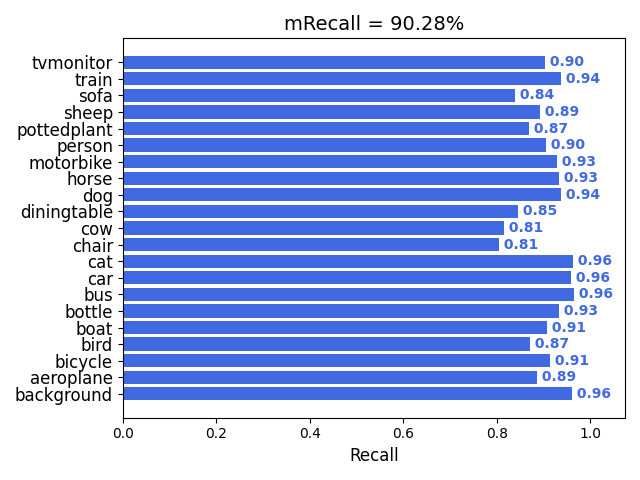 mRecall = 90.28%
tvmonitor 0.90
train 0.94
sofa 0.84
sheep 0.89
pottedplant 0.87
person 0.90
motorbike 0.93
horse 0.93
dog 0.94
diningtable 0.85
cow 0.81
chair 0.81
cat 0.96
car 0.96
bus 0.96
bottle 0.93
boat 0.91
bird 0.87
bicycle 0.91
aeroplane 0.89
background 0.96
0.0 0.2 0.4 0.6 0.8 1.0
Recall